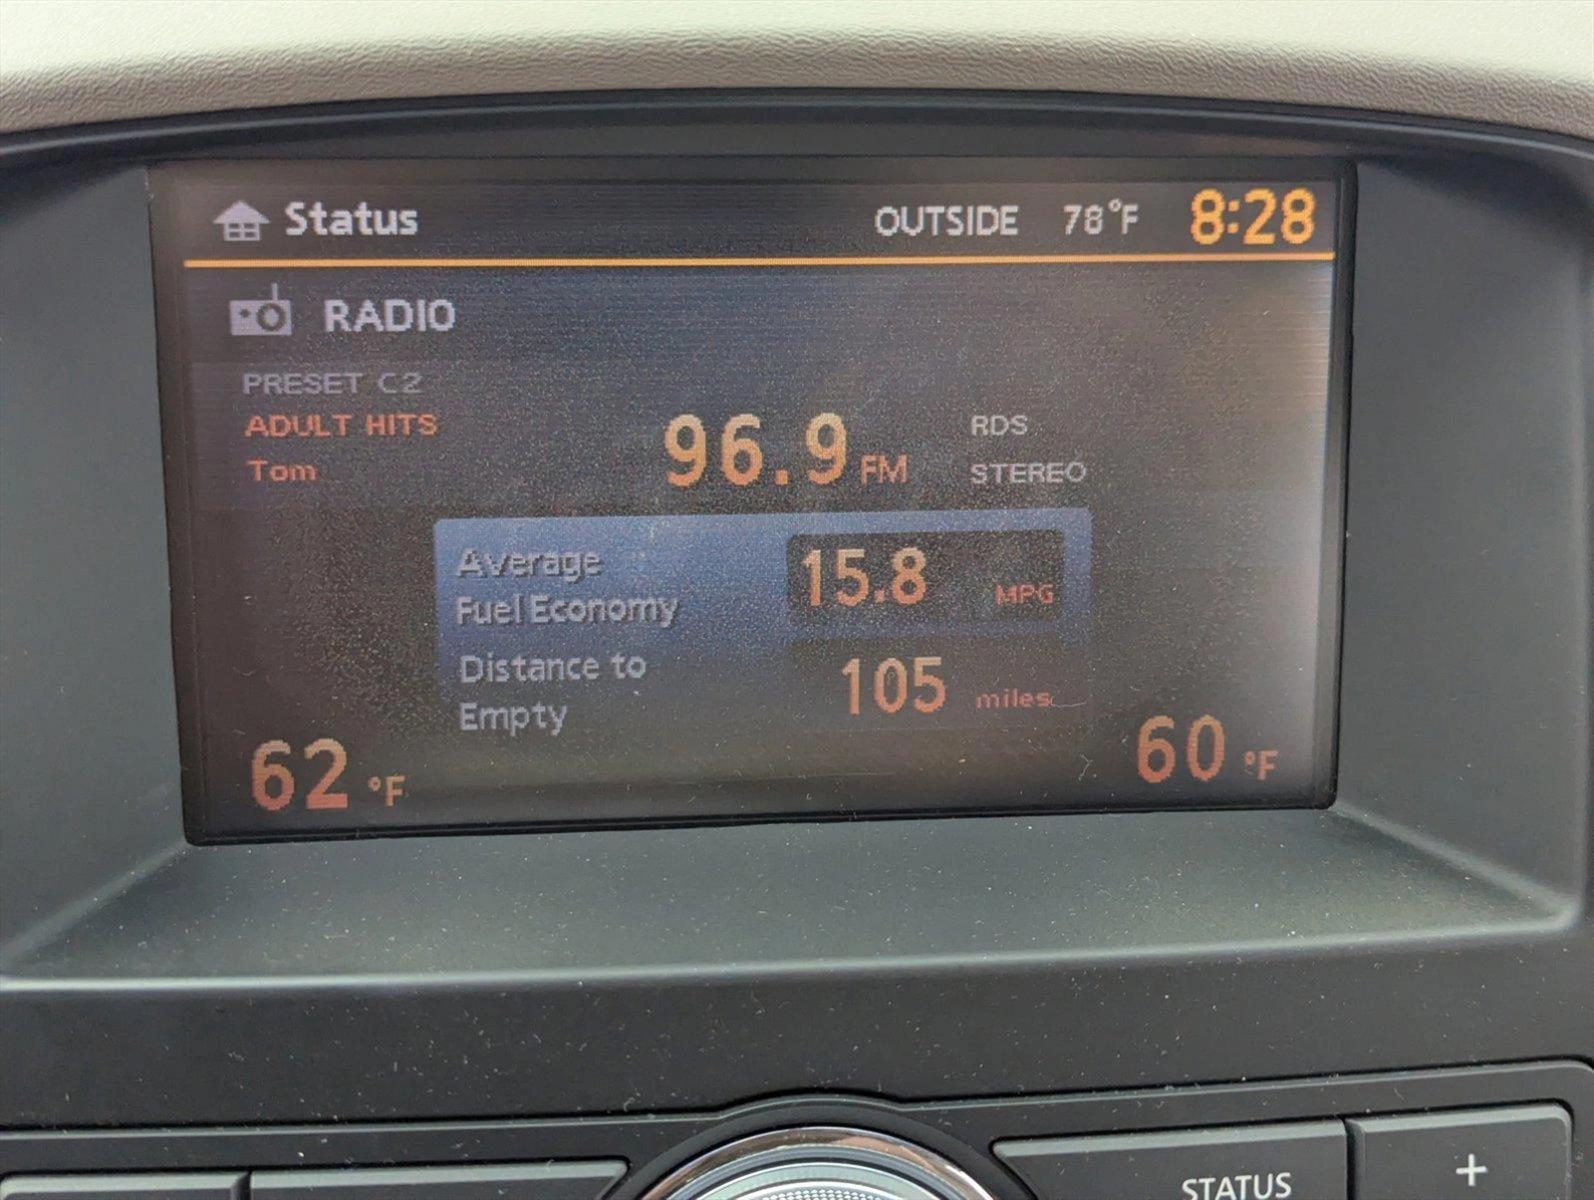 Status OUTSIDE 78°F 8:28
RADIO
PRESET C2
ADULT HITS 96.9 FM RDS
Tom STEREO
Average
Fuel Economy 15.8 MPG
Distance to
Empty 105 miles
62 °F 60 °F
STATUS +